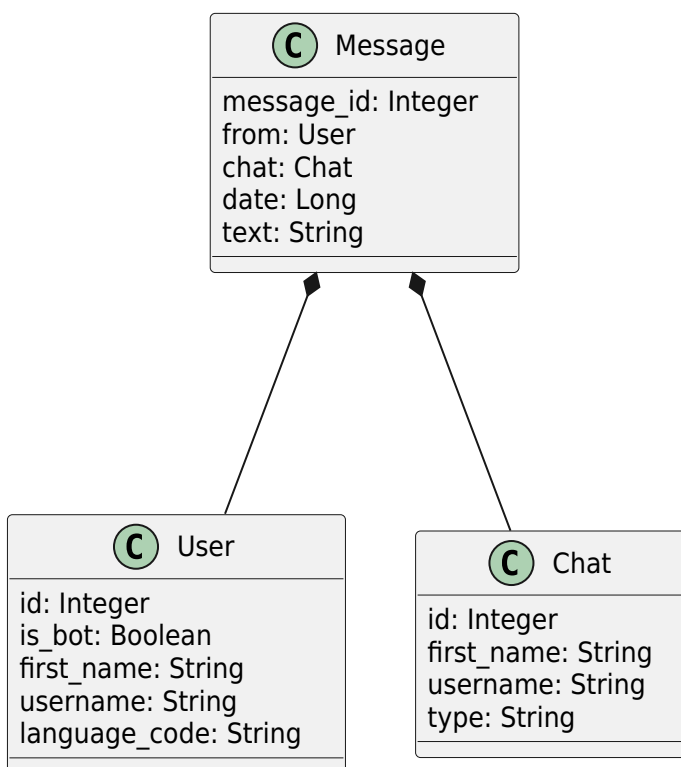 C Message
message_id: Integer
from: User
chat: Chat
date: Long
text: String
C User
id: Integer
is_bot: Boolean
first_name: String
username: String
language_code: String
C Chat
id: Integer
first_name: String
username: String
type: String